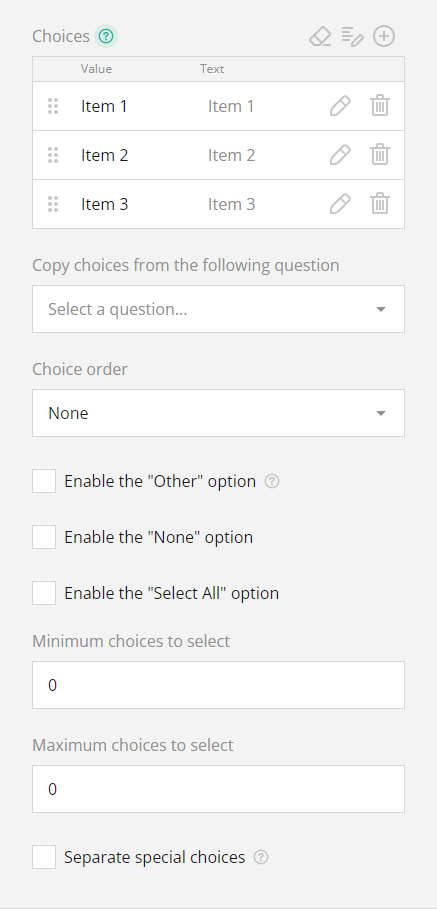 Choices ?
Value Text
Item 1 Item 1
Item 2 Item 2
Item 3 Item 3
Copy choices from the following question
Select a question...
Choice order
None
Enable the "Other" option ?
Enable the "None" option
Enable the "Select All" option
Minimum choices to select
0
Maximum choices to select
0
Separate special choices ?